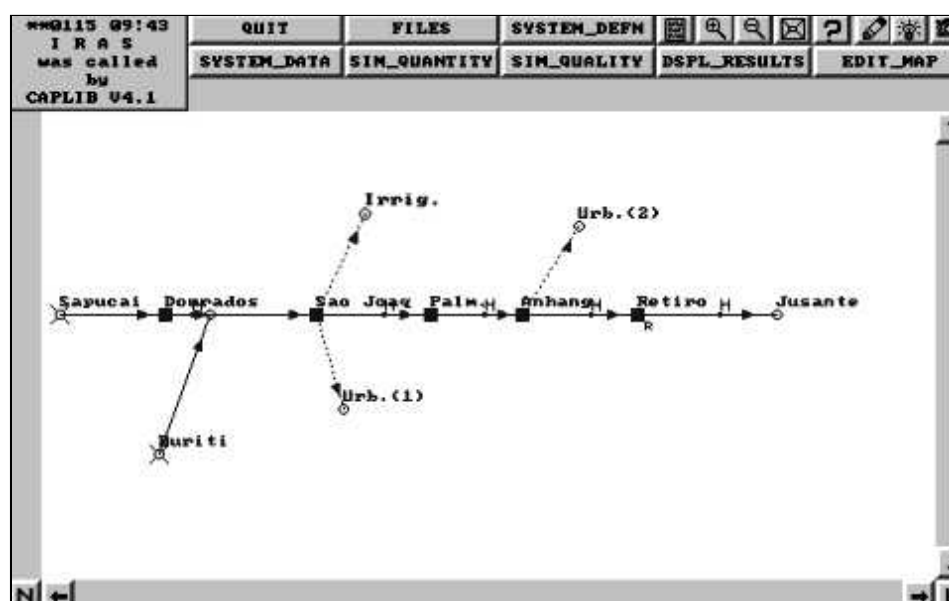 **0115 09:43
I R A S
was called
by
CAPLIB V4.1
QUIT FILES SYSTEM_DEFN ?
SYSTEM_DATA SIM_QUANTITY SIM_QUALITY DSPL_RESULTS EDIT_MAP
Irrig.
Urb.(2)
Sapucai Dourados Sao Joaq Palm. H Anhang H Retiro H Jusante
R
Urb.(1)
Buriti
N